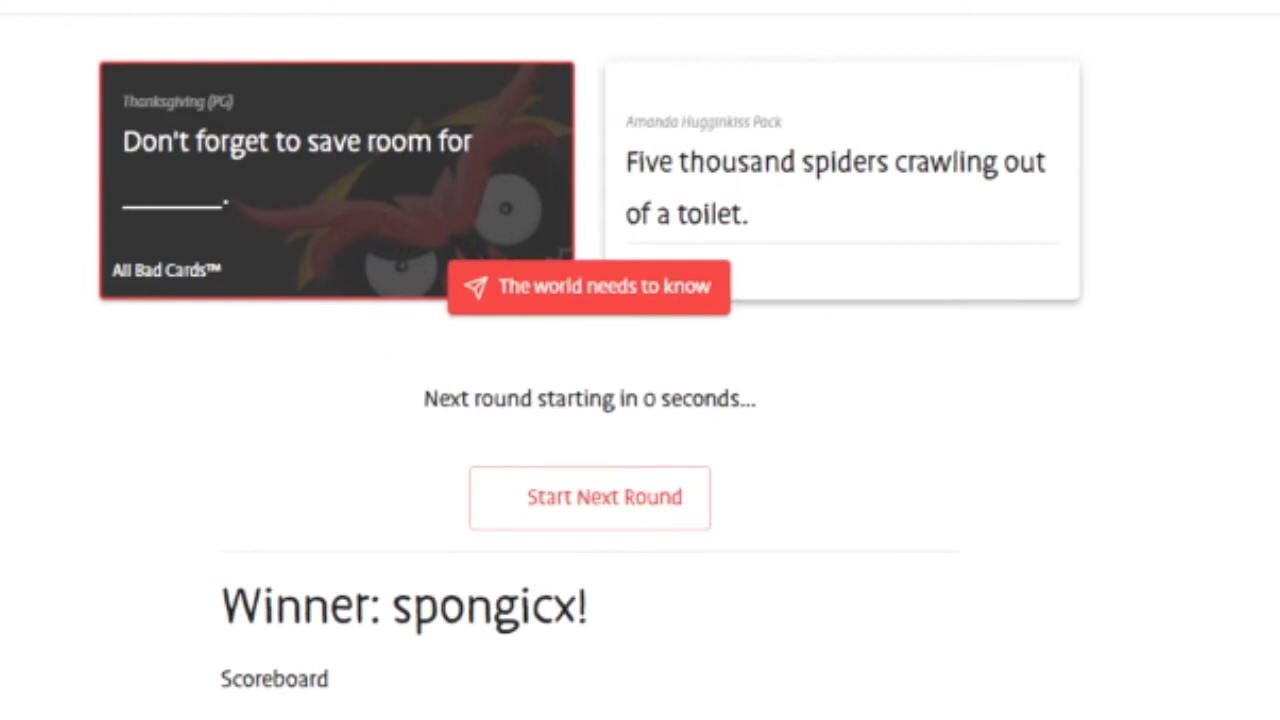 Thanksgiving (PG)
Don't forget to save room for
________.
All Bad Cards™
Amanda Hugginkiss Pack
Five thousand spiders crawling out
of a toilet.
The world needs to know
Next round starting in 0 seconds...
Start Next Round
Winner: spongicx!
Scoreboard